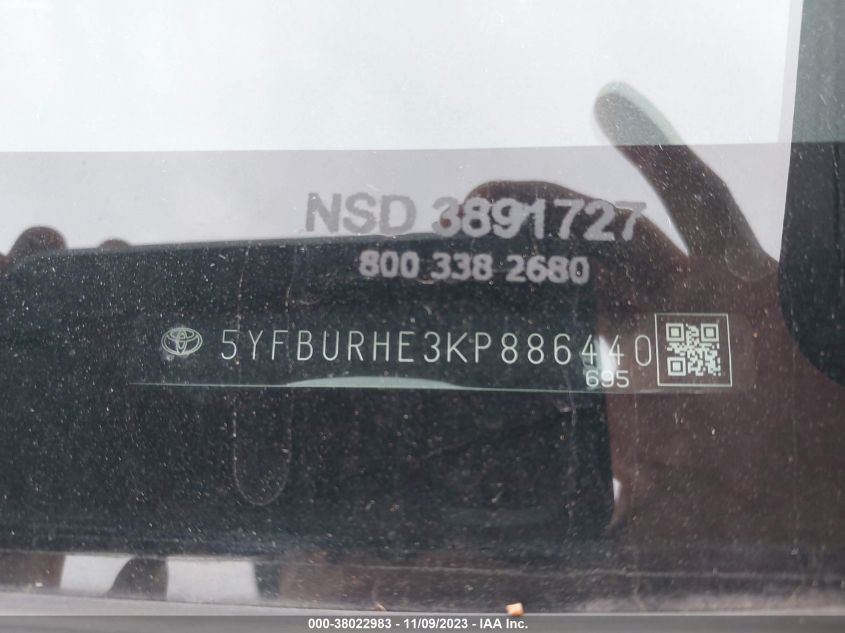 NSD 3891727
800 338 2680
5YFBURHE3KP886440
695
000-38022983 - 11/09/2023 - IAA Inc.